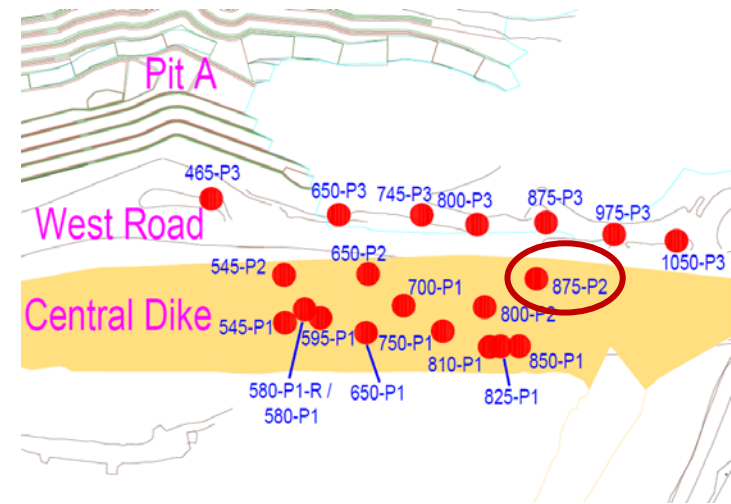 Pit A
465-P3
650-P3
745-P3
800-P3
875-P3
975-P3
1050-P3
West Road
545-P2
650-P2
875-P2
700-P1
800-P2
Central Dike
545-P1
595-P1
750-P1
810-P1
850-P1
580-P1-R /
580-P1
650-P1
825-P1